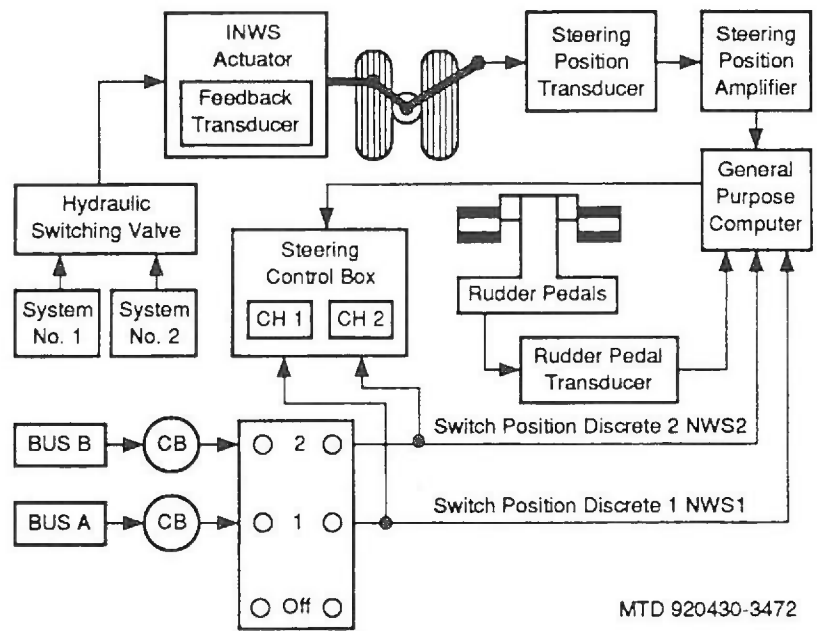 INWS
Actuator
Feedback
Transducer
Steering
Position
Transducer
Steering
Position
Amplifier
General
Purpose
Computer
Hydraulic
Switching Valve
System
No. 1
System
No. 2
Steering
Control Box
CH 1
CH 2
Rudder Pedals
Rudder Pedal
Transducer
BUS B
CB
2
Switch Position Discrete 2 NWS2
BUS A
CB
1
Switch Position Discrete 1 NWS1
Off
MTD 920430-3472